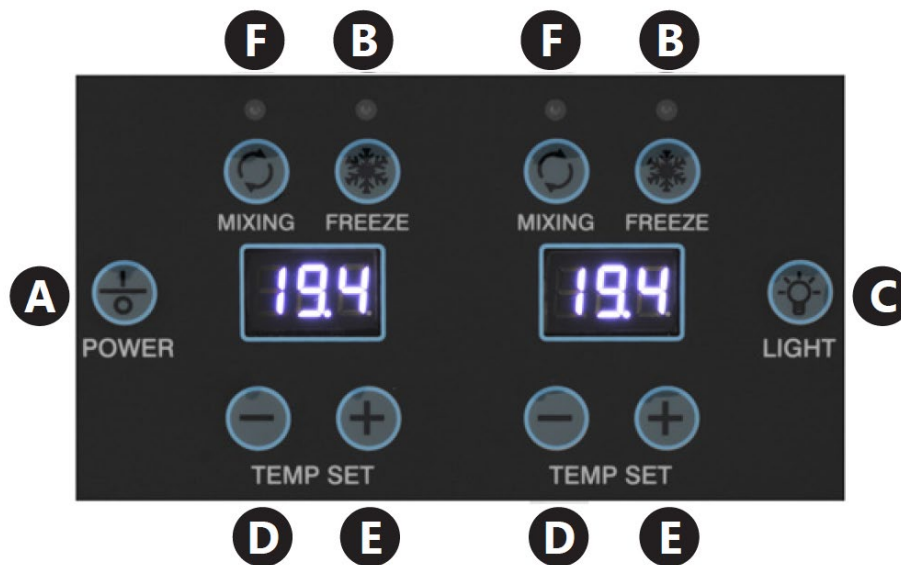 F B F B
MIXING FREEZE MIXING FREEZE
A 19.4 19.4 C
POWER LIGHT
TEMP SET TEMP SET
D E D E